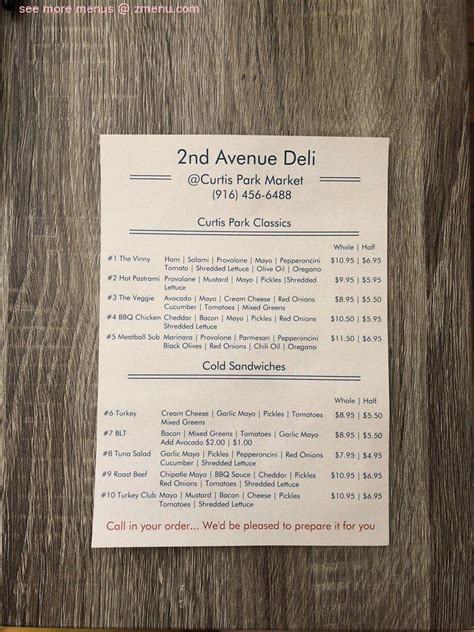 see more menus @ zmenu.com
2nd Avenue Deli
@Curtis Park Market
(916) 456-6488
Curtis Park Classics
Whole | Half
#1 The Vinny Ham | Salami | Provolone | Mayo | Pepperoncini $10.95 | $6.95
Tomato | Shredded Lettuce | Olive Oil | Oregano
#2 Hot Pastrami Provolone | Mustard | Mayo | Pickles |Shredded $9.95 | $5.95
Lettuce
#3 The Veggie Avocado | Mayo | Cream Cheese | Red Onions $8.95 | $5.50
Cucumber | Tomatoes | Mixed Greens
#4 BBQ Chicken Cheddar | Bacon | Mayo | Pickles | Red Onions $10.50 | $5.95
Shredded Lettuce
#5 Meatball Sub Marinara | Provolone | Parmesan | Pepperoncini $11.50 | $6.95
Black Olives | Red Onions | Chili Oil | Oregano
Cold Sandwiches
Whole | Half
#6 Turkey Cream Cheese | Garlic Mayo | Pickles | Tomatoes $8.95 | $5.50
Mixed Greens
#7 BLT Bacon | Mixed Greens | Tomatoes | Garlic Mayo $8.95 | $5.50
Add Avocado $2.00 | $1.00
#8 Tuna Salad Garlic Mayo | Pickles | Pepperoncini | Red Onions $7.95 | $4.95
Cucumber | Shredded Lettuce
#9 Roast Beef Chipotle Mayo | BBQ Sauce | Cheddar | Pickles $10.95 | $6.95
Red Onions | Tomatoes | Shredded Lettuce
#10 Turkey Club Mayo | Mustard | Bacon | Cheese | Pickles $10.95 | $6.95
Tomatoes | Shredded Lettuce
Call in your order... We'd be pleased to prepare it for you